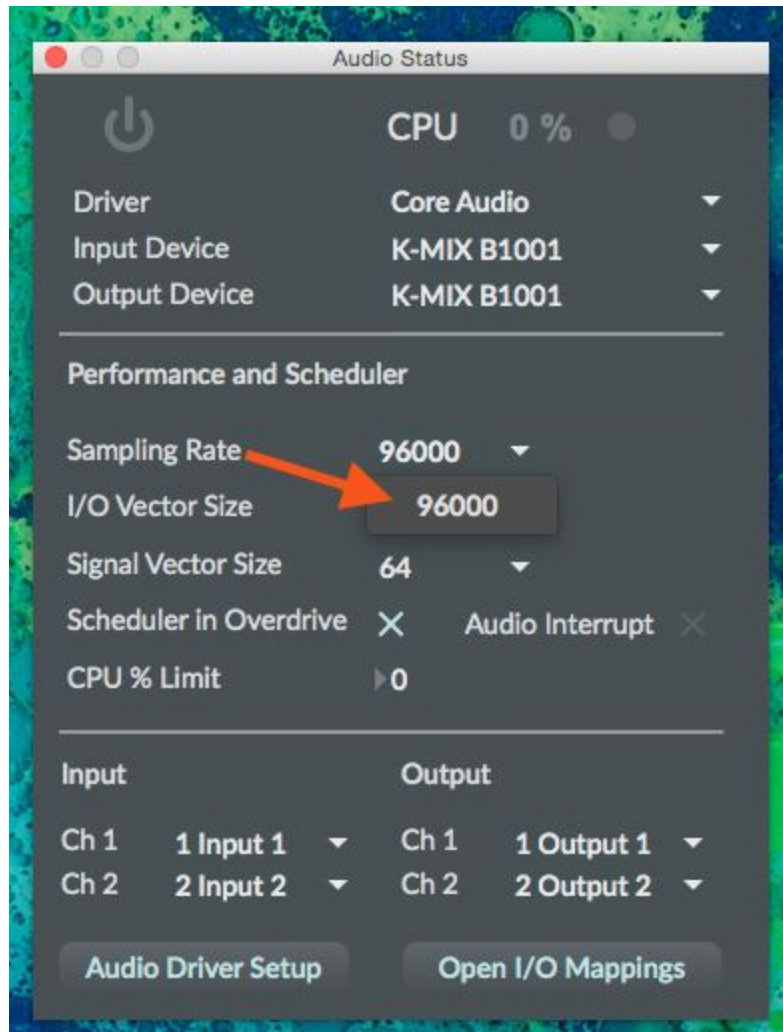 Audio Status
CPU 0 %
Driver Core Audio
Input Device K-MIX B1001
Output Device K-MIX B1001
Performance and Scheduler
Sampling Rate 96000
I/O Vector Size 96000
Signal Vector Size 64
Scheduler in Overdrive Audio Interrupt
CPU % Limit 0
Input Output
Ch 1 1 Input 1 Ch 1 1 Output 1
Ch 2 2 Input 2 Ch 2 2 Output 2
Audio Driver Setup Open I/O Mappings